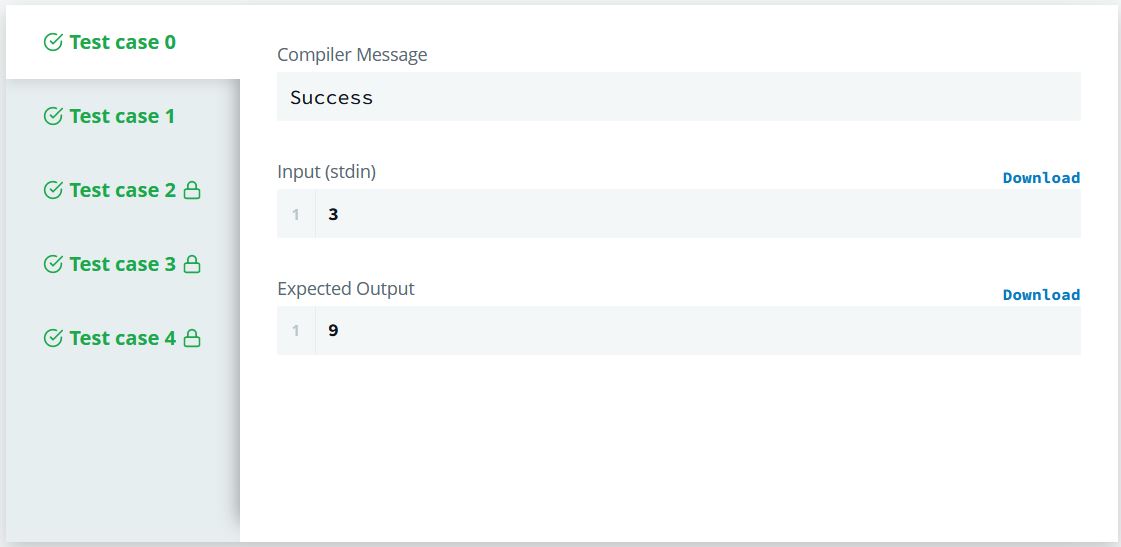 Test case 0
Test case 1
Test case 2
Test case 3
Test case 4
Compiler Message
Success
Input (stdin)
Download
1 3
Expected Output
Download
1 9